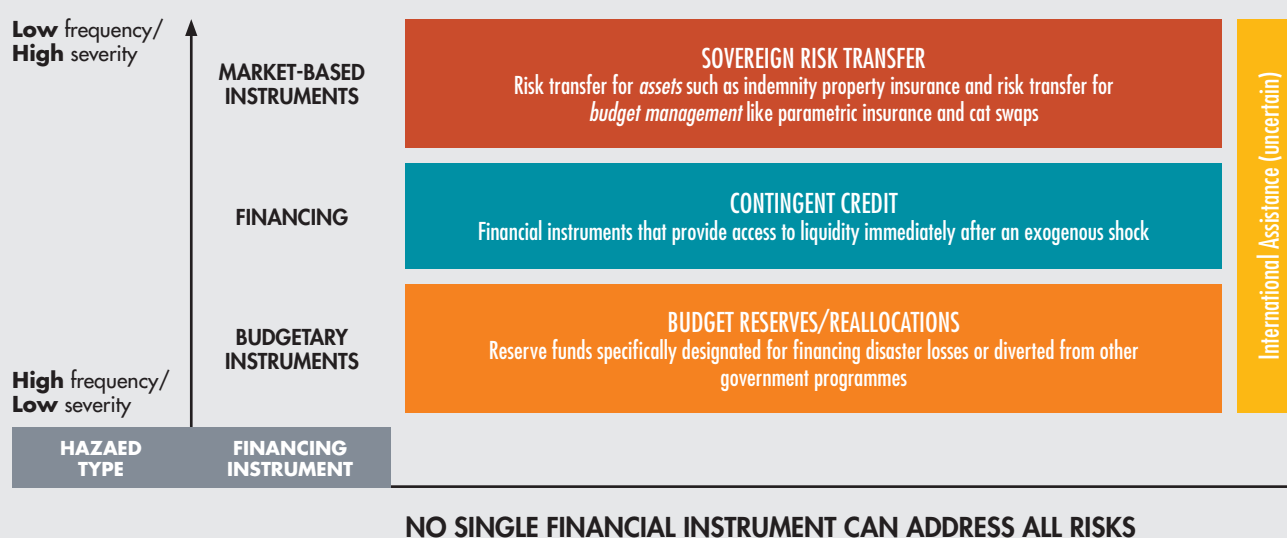 Low frequency/
High severity
MARKET-BASED
INSTRUMENTS
SOVEREIGN RISK TRANSFER
Risk transfer for assets such as indemnity property insurance and risk transfer for
budget management like parametric insurance and cat swaps
FINANCING
CONTINGENT CREDIT
Financial instruments that provide access to liquidity immediately after an exogenous shock
BUDGETARY
INSTRUMENTS
BUDGET RESERVES/REALLOCATIONS
Reserve funds specifically designated for financing disaster losses or diverted from other
government programmes
High frequency/
Low severity
International Assistance (uncertain)
HAZAED
TYPE
FINANCING
INSTRUMENT
NO SINGLE FINANCIAL INSTRUMENT CAN ADDRESS ALL RISKS